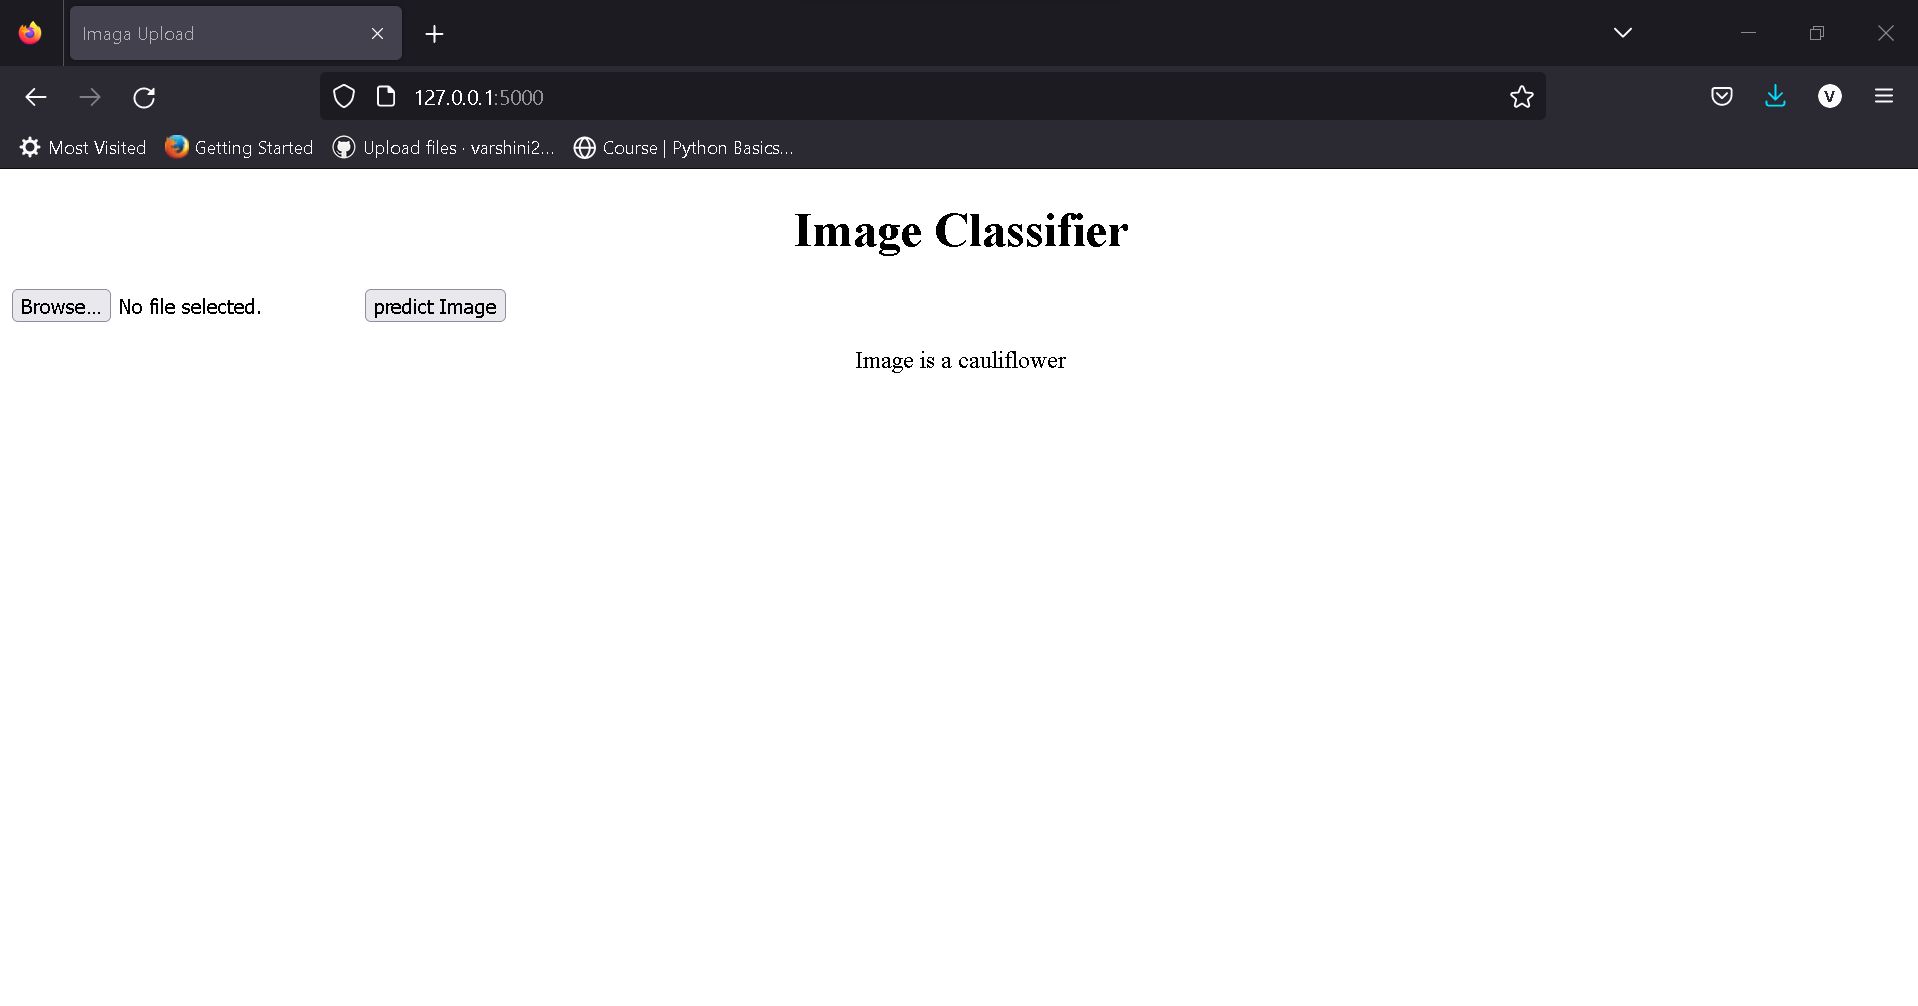 Imaga Upload
127.0.0.1:5000
V
Most Visited Getting Started Upload files · varshini2... Course | Python Basics...
Image Classifier
Browse... No file selected. predict Image
Image is a cauliflower